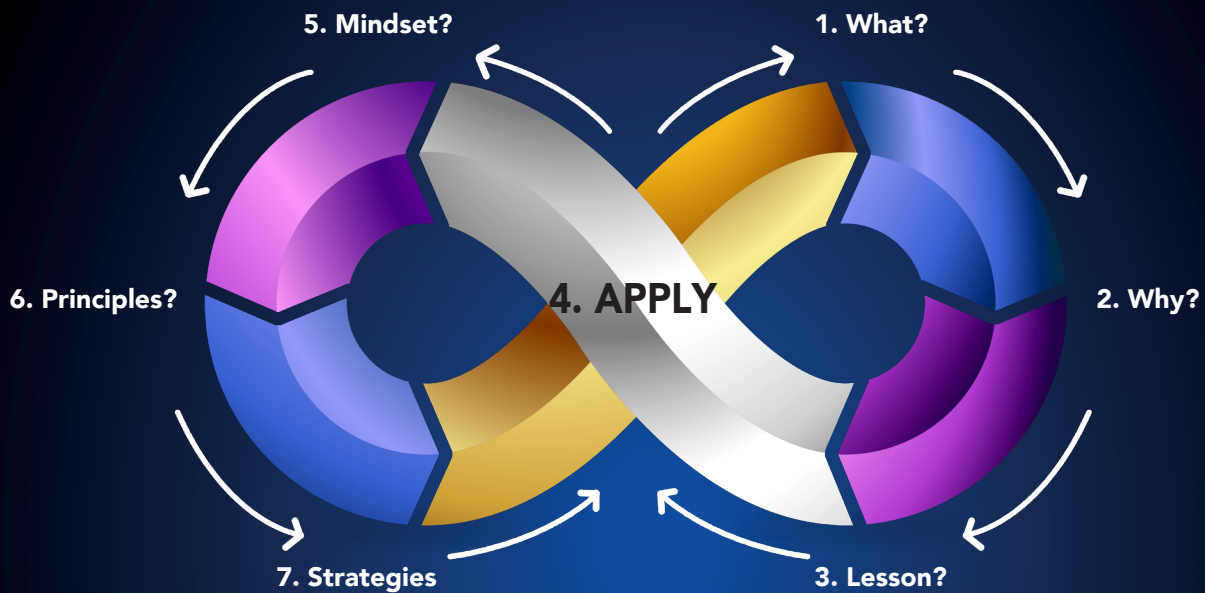 5. Mindset?
1. What?
6. Principles?
4. APPLY
2. Why?
7. Strategies
3. Lesson?